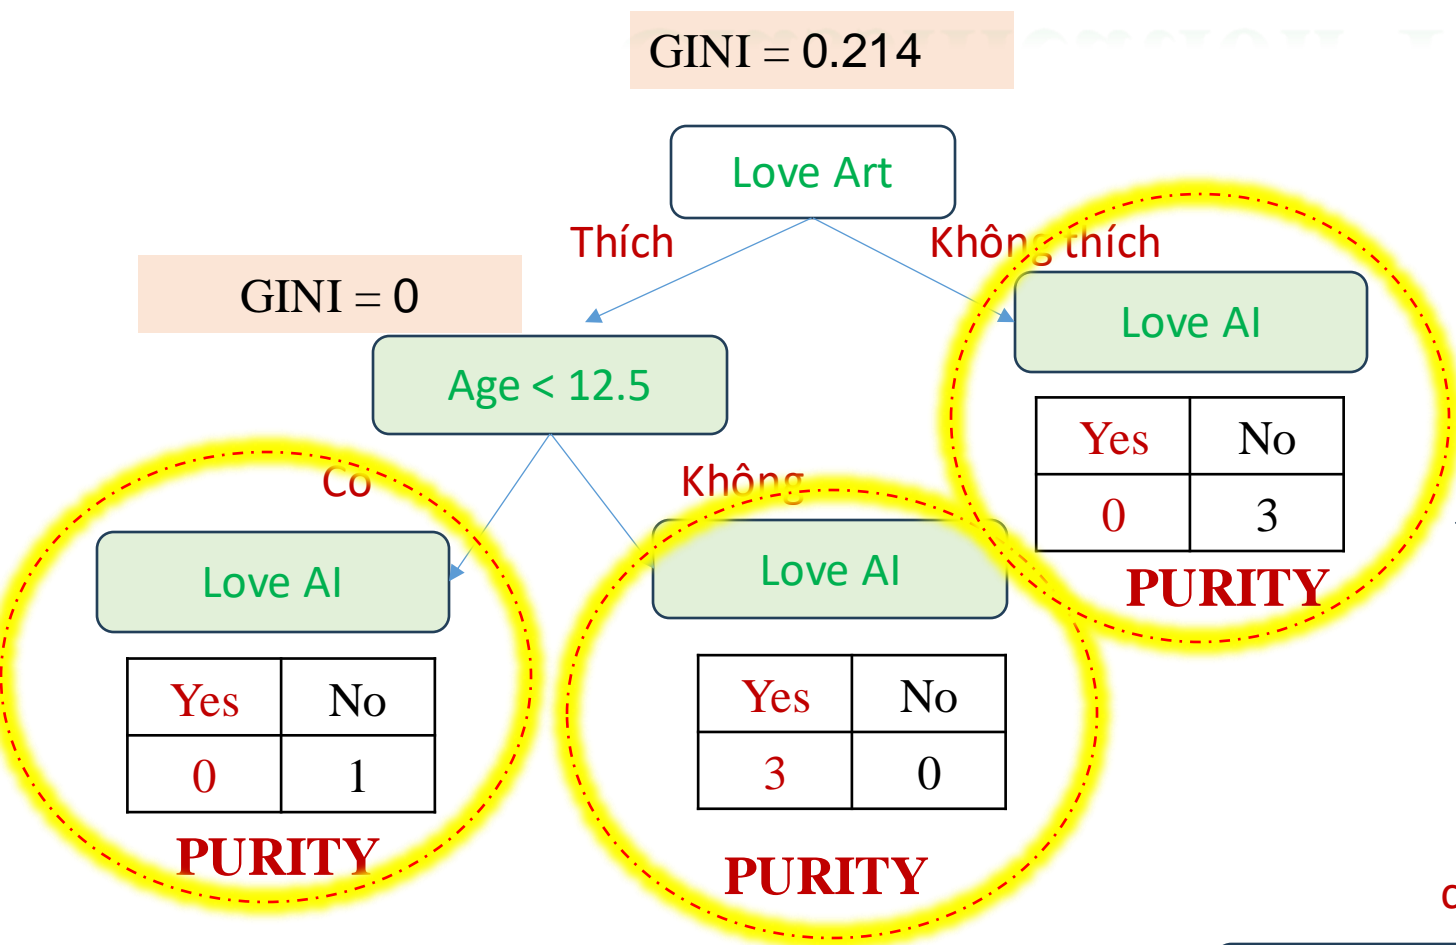 GINI = 0.214
Love Art
Thích
Không thích
GINI = 0
Love AI
Age < 12.5
Yes No
0 3
PURITY
Có
Không
Love AI
Love AI
Yes No
0 1
PURITY
Yes No
3 0
PURITY